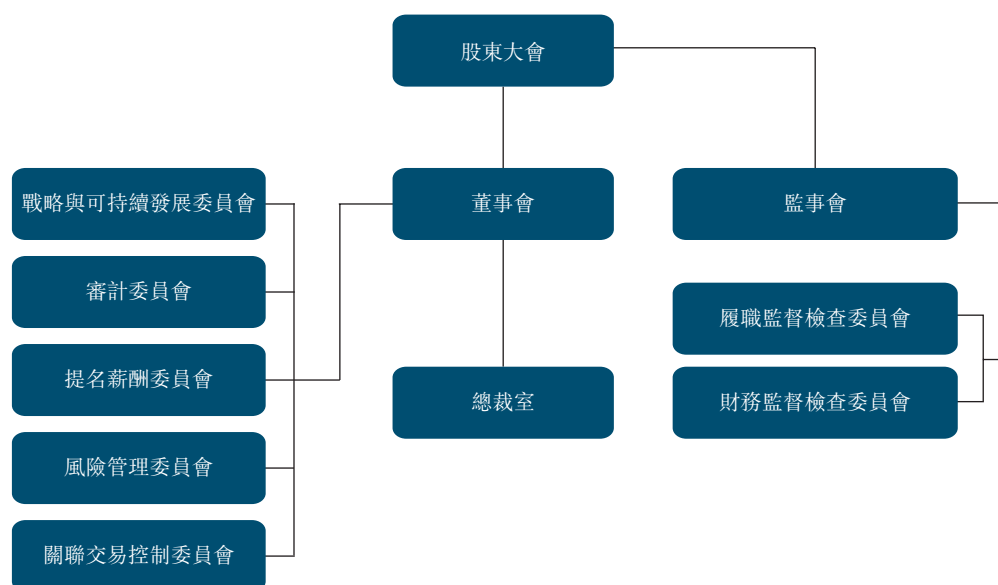 股東大會
戰略與可持續發展委員會
董事會
監事會
審計委員會
履職監督檢查委員會
提名薪酬委員會
總裁室
財務監督檢查委員會
風險管理委員會
關聯交易控制委員會